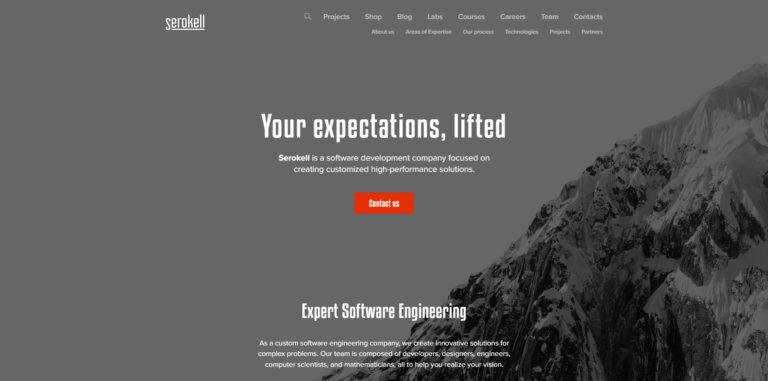 serokell
Projects Shop Blog Labs Courses Careers Team Contacts
About us Areas of Expertise Our process Technologies Projects Partners
Your expectations, lifted
Serokell is a software development company focused on
creating customized high-performance solutions.
Contact us
Expert Software Engineering
As a custom software engineering company, we create innovative solutions for
complex problems. Our team is composed of developers, designers, engineers,
computer scientists, and mathematicians, all to help you realize your vision.